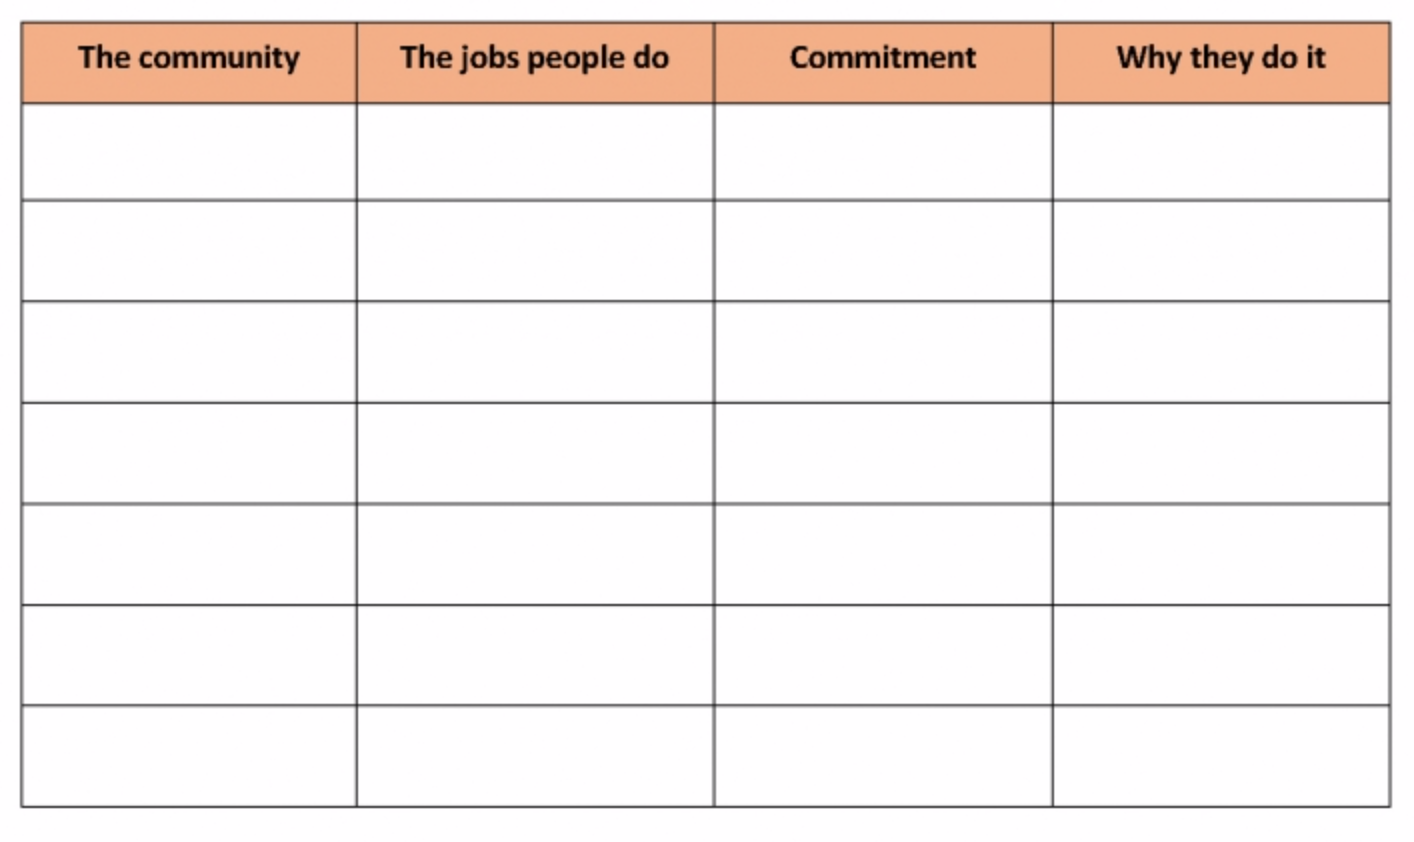 The community
The jobs people do
Commitment
Why they do it